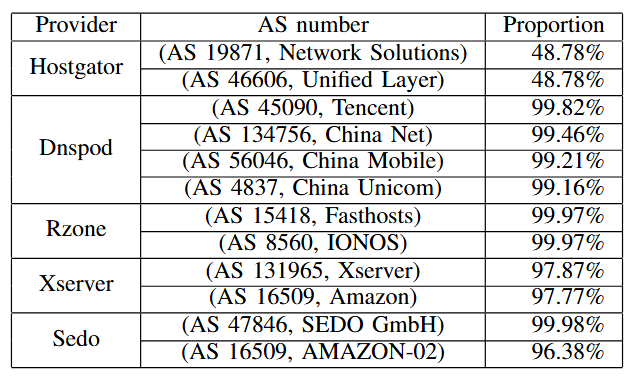 Provider AS number Proportion
Hostgator (AS 19871, Network Solutions) 48.78%
(AS 46606, Unified Layer) 48.78%
Dnspod (AS 45090, Tencent) 99.82%
(AS 134756, China Net) 99.46%
(AS 56046, China Mobile) 99.21%
(AS 4837, China Unicom) 99.16%
Rzone (AS 15418, Fasthosts) 99.97%
(AS 8560, IONOS) 99.97%
Xserver (AS 131965, Xserver) 97.87%
(AS 16509, Amazon) 97.77%
Sedo (AS 47846, SEDO GmbH) 99.98%
(AS 16509, AMAZON-02) 96.38%